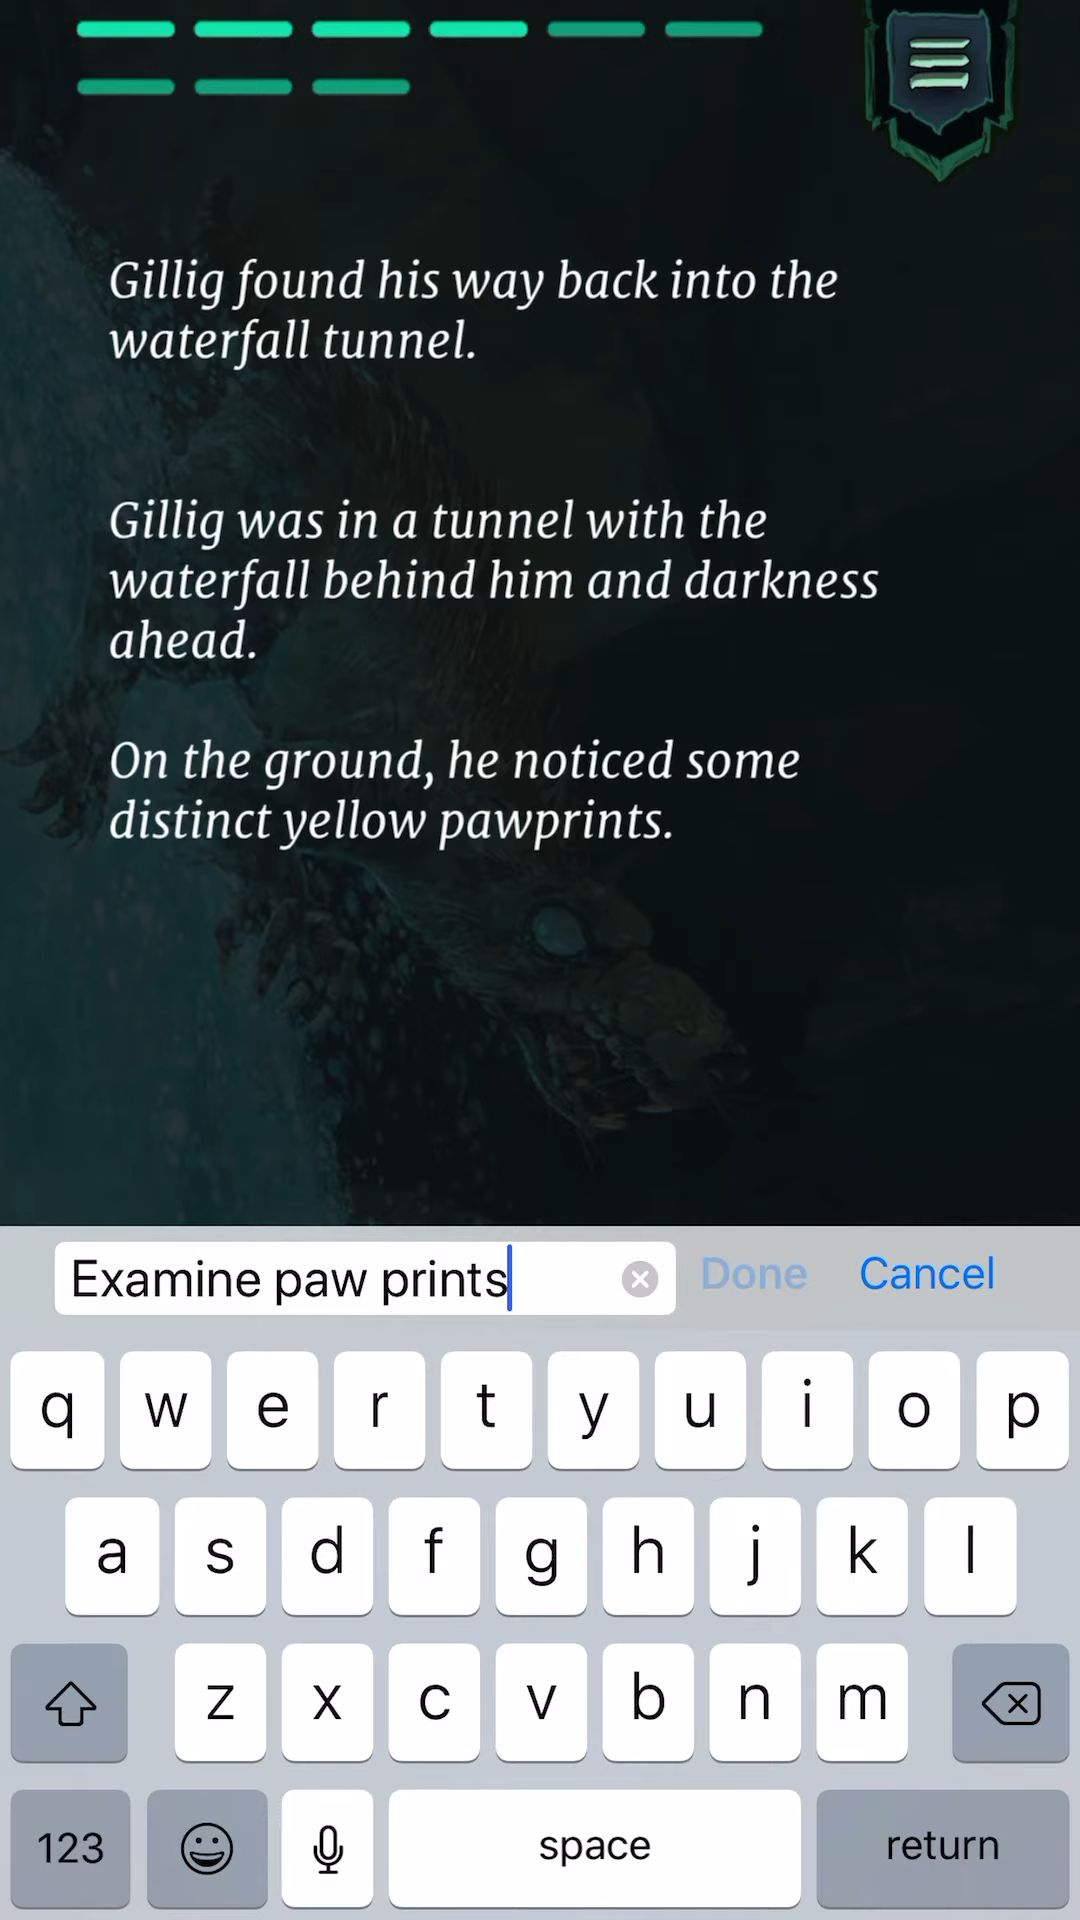 Gillig found his way back into the
waterfall tunnel.
Gillig was in a tunnel with the
waterfall behind him and darkness
ahead.
On the ground, he noticed some
distinct yellow pawprints.
Examine paw prints Done Cancel
q w e r t y u i o p
a s d f g h j k l
z x c v b n m
123 space return